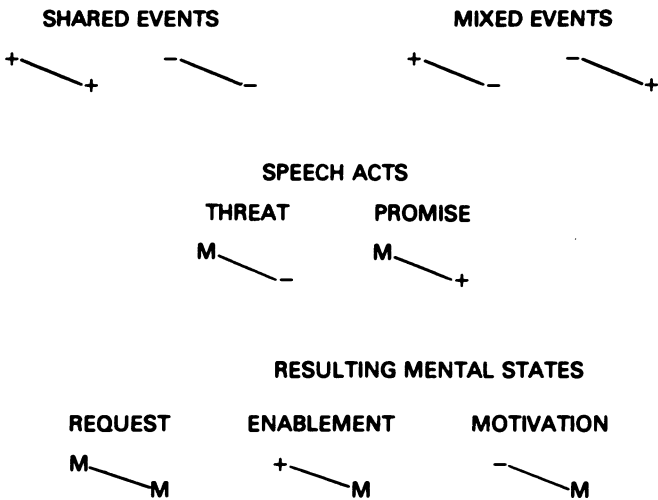 SHARED EVENTS MIXED EVENTS
+ - + -
+ - - +
SPEECH ACTS
THREAT PROMISE
M M
- +
RESULTING MENTAL STATES
REQUEST ENABLEMENT MOTIVATION
M + -
M M M